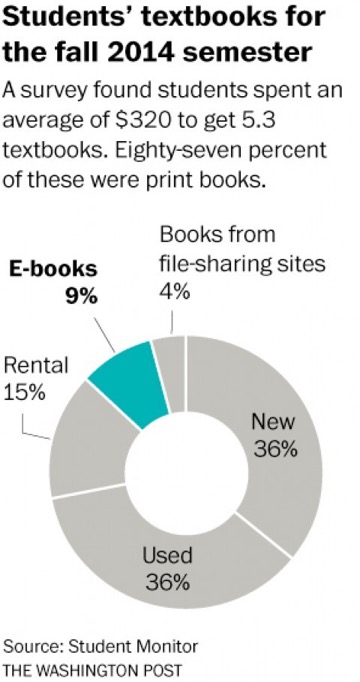 Students’ textbooks for
the fall 2014 semester
A survey found students spent an
average of $320 to get 5.3
textbooks. Eighty-seven percent
of these were print books.
Books from
file-sharing sites
4%
E-books
9%
Rental
15%
New
36%
Used
36%
Source: Student Monitor
THE WASHINGTON POST